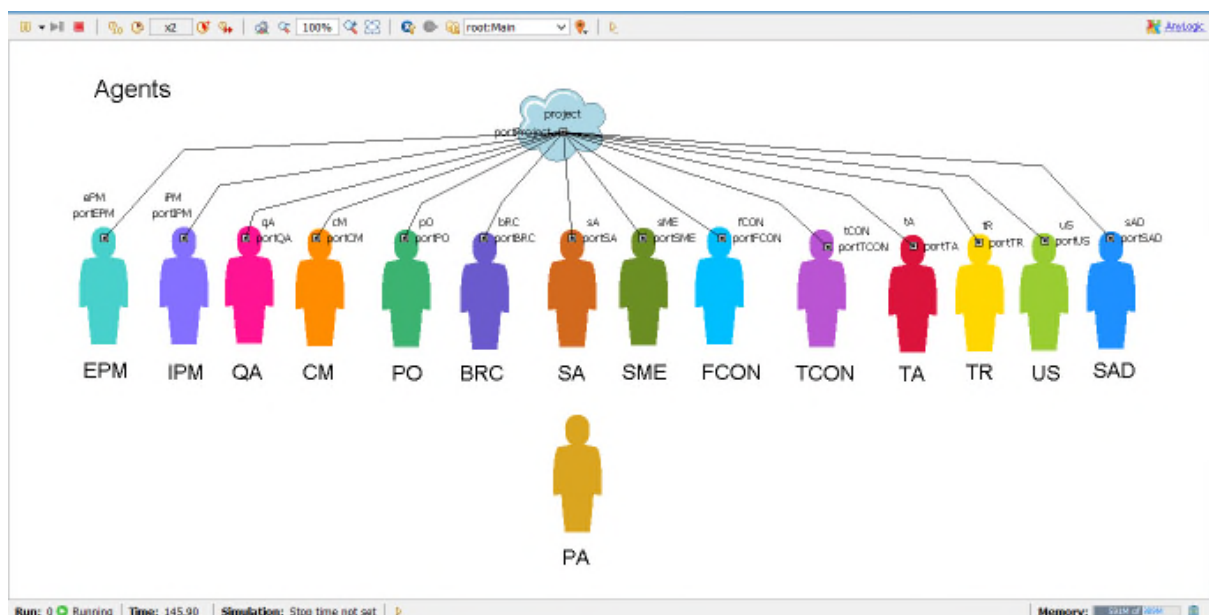 x2 100% root:Main AnyLogic
Agents
project
portProject
ePM iPM qA cM pO bRC sA sME fCON tCON tA tR uS sAD
portEPM portIPM portQA portCM portPO portBRC portSA portSME portFCON portTCON portTA portTR portUS portSAD
EPM IPM QA CM PO BRC SA SME FCON TCON TA TR US SAD
PA
Run: 0 Running Time: 145.90 Simulation: Stop time not set Memory: